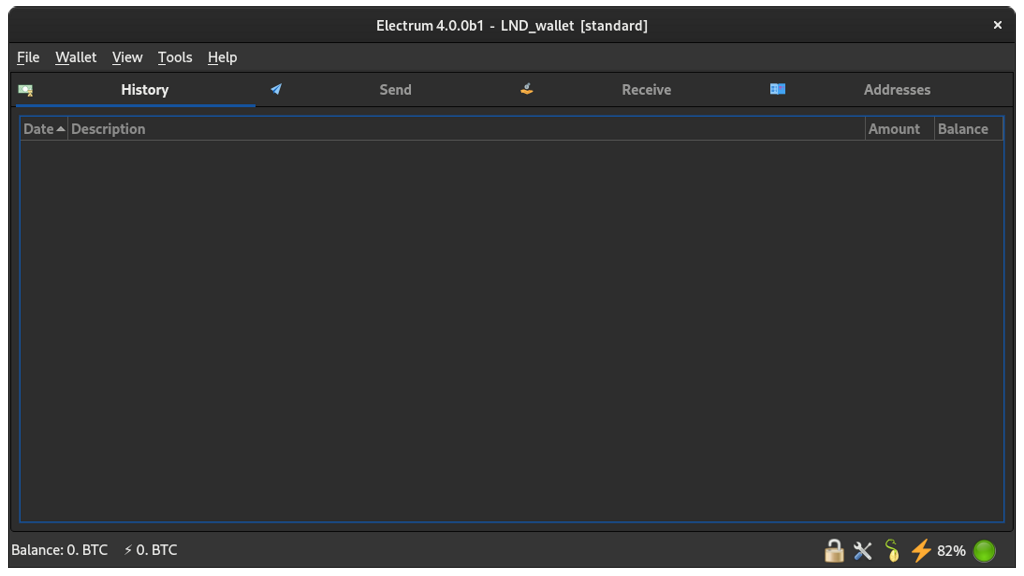 Electrum 4.0.0b1 - LND_wallet [standard] ×
File Wallet View Tools Help
History Send Receive Addresses
Date Description Amount Balance
Balance: 0. BTC ⚡ 0. BTC 82%